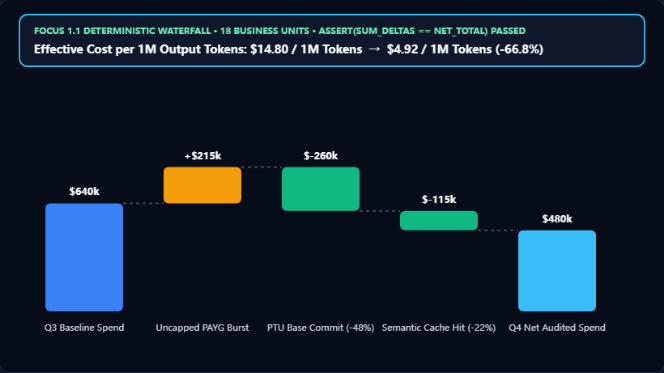 FOCUS 1.1 DETERMINISTIC WATERFALL • 18 BUSINESS UNITS • ASSERT(SUM_DELTAS == NET_TOTAL) PASSED
Effective Cost per 1M Output Tokens: $14.80 / 1M Tokens → $4.92 / 1M Tokens (-66.8%)
+$215k
$-260k
$640k
$-115k
$480k
Q3 Baseline Spend
Uncapped PAYG Burst
PTU Base Commit (-48%)
Semantic Cache Hit (-22%)
Q4 Net Audited Spend